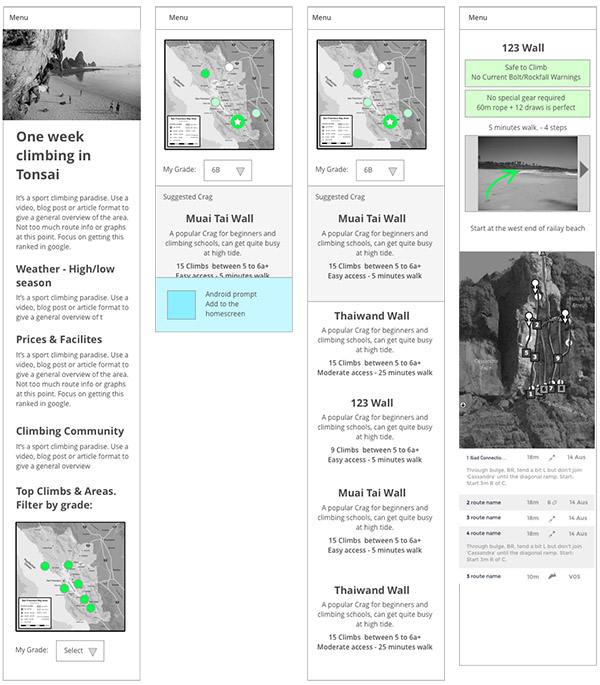 Menu
One week
climbing in
Tonsai
It's a sport climbing paradise. Use a
video, blog post or article format to
give a general overview of the area.
Not too much route info or graphs
at this point. Focus on getting this
ranked in google.
Weather - High/low
season
It's a sport climbing paradise. Use a
video, blog post or article format to
give a general overview of t
Prices & Facilites
It's a sport climbing paradise. Use a
video, blog post or article format to
give a general overview of the area.
Not too much route info or graphs
at this point. Focus on getting this
ranked in google.
Climbing Community
It's a sport climbing paradise. Use a
video, blog post or article format to
give a general overview
Top Climbs & Areas.
Filter by grade:
My Grade:
Select
Menu
My Grade:
6B
Suggested Crag
Muai Tai Wall
A popular Crag for beginners and
climbing schools, can get quite busy
at high tide.
15 Climbs between 5 to 6a+
Easy access - 5 minutes walk
Android prompt
Add to the
homescreen
Menu
My Grade:
6B
Suggested Crag
Muai Tai Wall
A popular Crag for beginners and
climbing schools, can get quite busy
at high tide.
15 Climbs between 5 to 6a+
Easy access - 5 minutes walk
Thaiwand Wall
A popular Crag for beginners and
climbing schools, can get quite busy
at high tide.
15 Climbs between 5 to 6a+
Moderate access - 25 minutes walk
123 Wall
A popular Crag for beginners and
climbing schools, can get quite busy
at high tide.
9 Climbs between 5 to 6a+
Easy access - 5 minutes walk
Muai Tai Wall
A popular Crag for beginners and
climbing schools, can get quite busy
at high tide.
15 Climbs between 5 to 6a+
Easy access - 5 minutes walk
Thaiwand Wall
A popular Crag for beginners and
climbing schools, can get quite busy
at high tide.
15 Climbs between 5 to 6a+
Moderate access - 25 minutes walk
Menu
123 Wall
Safe to Climb
No Current Bolt/Rockfall Warnings
No special gear required
60m rope + 12 draws is perfect
5 minutes walk. - 4 steps
Start at the west end of railay beach
1 Iliad Connectio... 18m 14 Aus
Through bulge, BR, tend a bit L but don't join
'Cassandra' until the diagonal ramp. Start:
Start 3m R of C.
2 route name 18m 8 14 Aus
3 route name 18m 14 Aus
4 route name 18m 14 Aus
Through bulge, BR, tend a bit L but don't join
'Cassandra' until the diagonal ramp. Start:
Start 3m R of C.
5 route name 10m V0S